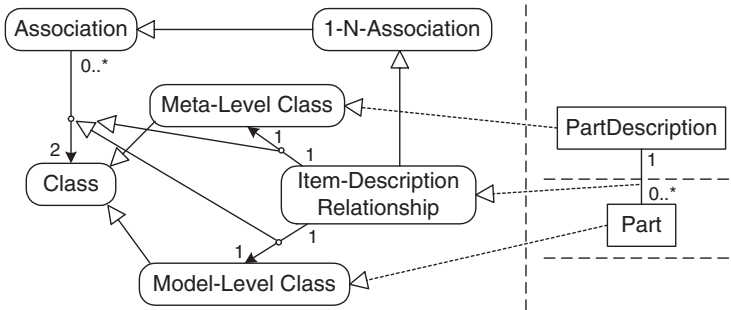 Association
1-N-Association
0..*
Meta-Level Class
PartDescription
1
1
2
1
Class
Item-Description
Relationship
0..*
Part
1
1
Model-Level Class